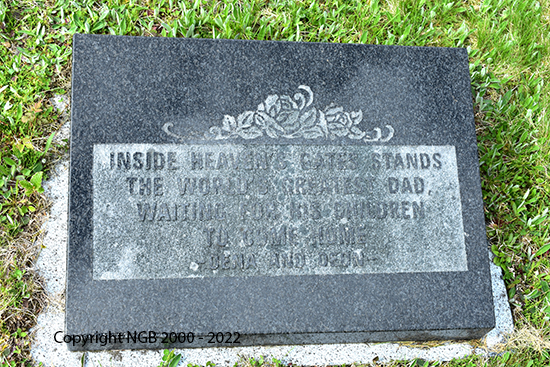 INSIDE HEAVEN'S GATES STANDS
THE WORLD'S GREATEST DAD,
WAITING FOR HIS CHILDREN
TO COME HOME
AND
Copyright NGB 2000 - 2022